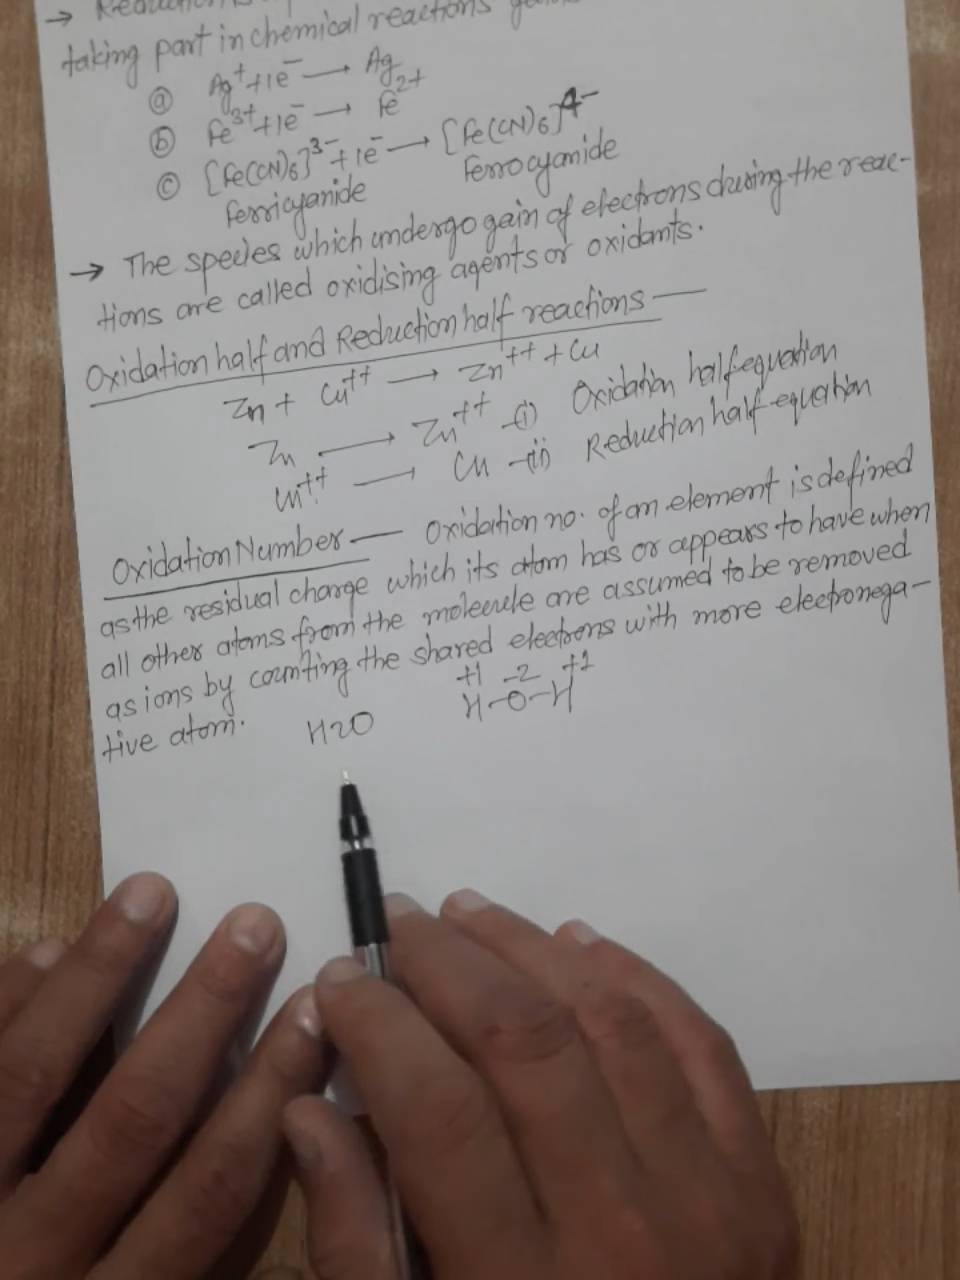 → Reduction is
taking part in chemical reactions
ⓐ Ag⁺ + 1e⁻ ⟶ Ag
ⓑ Fe³⁺ + 1e⁻ ⟶ Fe²⁺
ⓒ [Fe(CN)₆]³⁻ + 1e⁻ ⟶ [Fe(CN)₆]⁴⁻
Ferricyanide Ferrocyanide
→ The species which undergo gain of electrons during the reac-
tions are called oxidising agents or oxidants.
Oxidation half and Reduction half reactions —
Zn + Cu⁺⁺ ⟶ Zn⁺⁺ + Cu
Zn ⟶ Zn⁺⁺ -(i) Oxidation half equation
Cu⁺⁺ ⟶ Cu -(ii) Reduction half-equation
Oxidation Number — Oxidation no. of an element is defined
as the residual charge which its atom has or appears to have when
all other atoms from the molecule are assumed to be removed
as ions by counting the shared electrons with more electronega-
tive atom. H2O +1 -2 +1
H-O-H